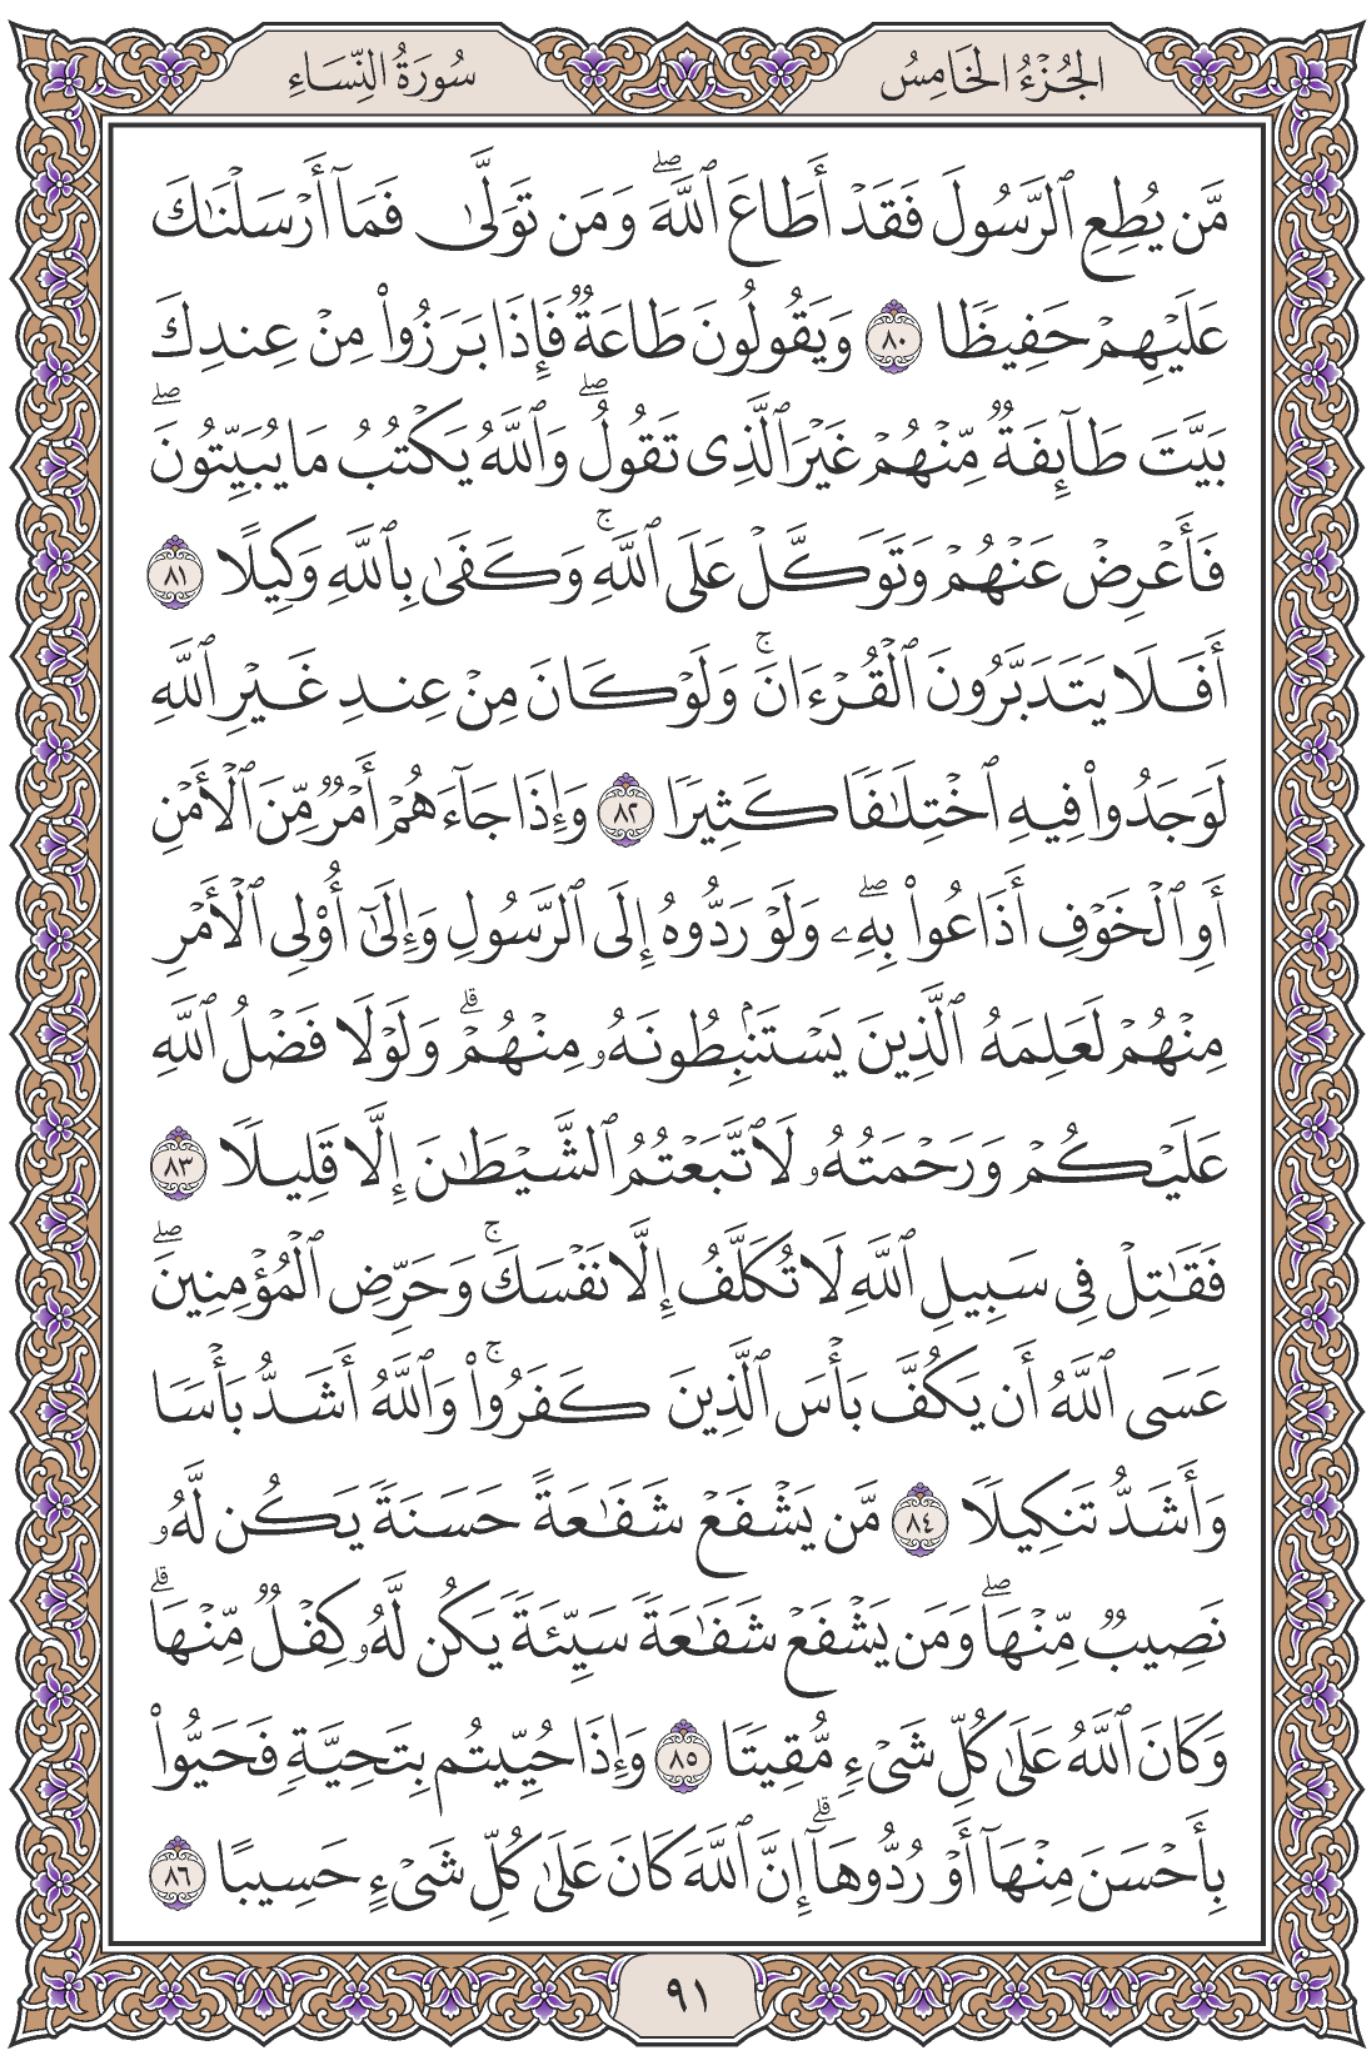 الجُزْءُ الخَامِسُ
سُورَةُ النِّسَاءِ
مَّن يُطِعِ ٱلرَّسُولَ فَقَدۡ أَطَاعَ ٱللَّهَۖ وَمَن تَوَلَّىٰ فَمَآ أَرۡسَلۡنَٰكَ
عَلَيۡهِمۡ حَفِيظٗا ٨٠ وَيَقُولُونَ طَاعَةٞ فَإِذَا بَرَزُواْ مِنۡ عِندِكَ
بَيَّتَ طَآئِفَةٞ مِّنۡهُمۡ غَيۡرَ ٱلَّذِي تَقُولُۖ وَٱللَّهُ يَكۡتُبُ مَا يُبَيِّتُونَۖ
فَأَعۡرِضۡ عَنۡهُمۡ وَتَوَكَّلۡ عَلَى ٱللَّهِۚ وَكَفَىٰ بِٱللَّهِ وَكِيلًا ٨١
أَفَلَا يَتَدَبَّرُونَ ٱلۡقُرۡءَانَۚ وَلَوۡ كَانَ مِنۡ عِندِ غَيۡرِ ٱللَّهِ
لَوَجَدُواْ فِيهِ ٱخۡتِلَٰفٗا كَثِيرٗا ٨٢ وَإِذَا جَآءَهُمۡ أَمۡرٞ مِّنَ ٱلۡأَمۡنِ
أَوِ ٱلۡخَوۡفِ أَذَاعُواْ بِهِۦۖ وَلَوۡ رَدُّوهُ إِلَى ٱلرَّسُولِ وَإِلَىٰٓ أُوْلِي ٱلۡأَمۡرِ
مِنۡهُمۡ لَعَلِمَهُ ٱلَّذِينَ يَسۡتَنۢبِطُونَهُۥ مِنۡهُمۡۗ وَلَوۡلَا فَضۡلُ ٱللَّهِ
عَلَيۡكُمۡ وَرَحۡمَتُهُۥ لَٱتَّبَعۡتُمُ ٱلشَّيۡطَٰنَ إِلَّا قَلِيلٗا ٨٣
فَقَٰتِلۡ فِي سَبِيلِ ٱللَّهِ لَا تُكَلَّفُ إِلَّا نَفۡسَكَۚ وَحَرِّضِ ٱلۡمُؤۡمِنِينَۖ
عَسَى ٱللَّهُ أَن يَكُفَّ بَأۡسَ ٱلَّذِينَ كَفَرُواْۚ وَٱللَّهُ أَشَدُّ بَأۡسٗا
وَأَشَدُّ تَنكِيلٗا ٨٤ مَّن يَشۡفَعۡ شَفَٰعَةً حَسَنَةٗ يَكُن لَّهُۥ
نَصِيبٞ مِّنۡهَاۖ وَمَن يَشۡفَعۡ شَفَٰعَةٗ سَيِّئَةٗ يَكُن لَّهُۥ كِفۡلٞ مِّنۡهَاۗ
وَكَانَ ٱللَّهُ عَلَىٰ كُلِّ شَيۡءٖ مُّقِيتٗا ٨٥ وَإِذَا حُيِّيتُم بِتَحِيَّةٖ فَحَيُّواْ
بِأَحۡسَنَ مِنۡهَآ أَوۡ رُدُّوهَآۗ إِنَّ ٱللَّهَ كَانَ عَلَىٰ كُلِّ شَيۡءٍ حَسِيبًا ٨٦
٩١